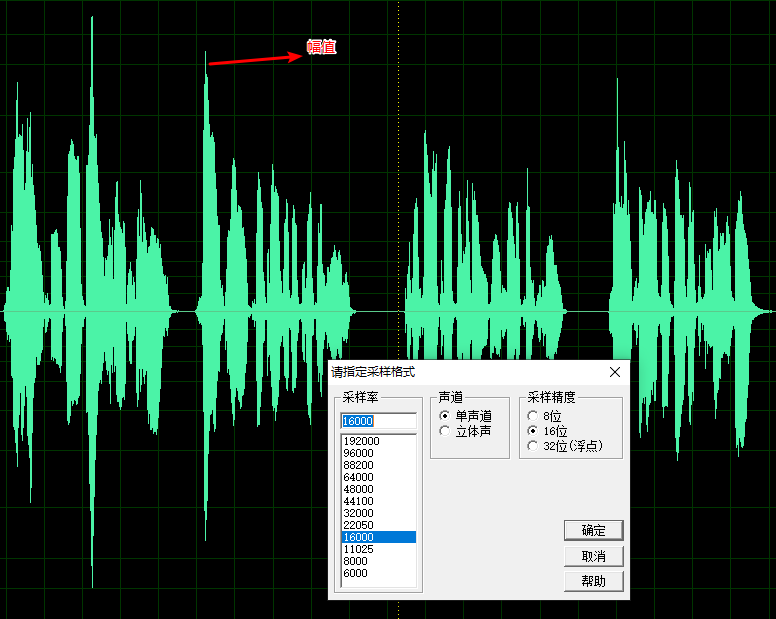 幅值
请指定采样格式
采样率
16000
192000
96000
88200
64000
48000
44100
32000
22050
16000
11025
8000
6000
声道
单声道
立体声
采样精度
8位
16位
32位(浮点)
确定
取消
帮助